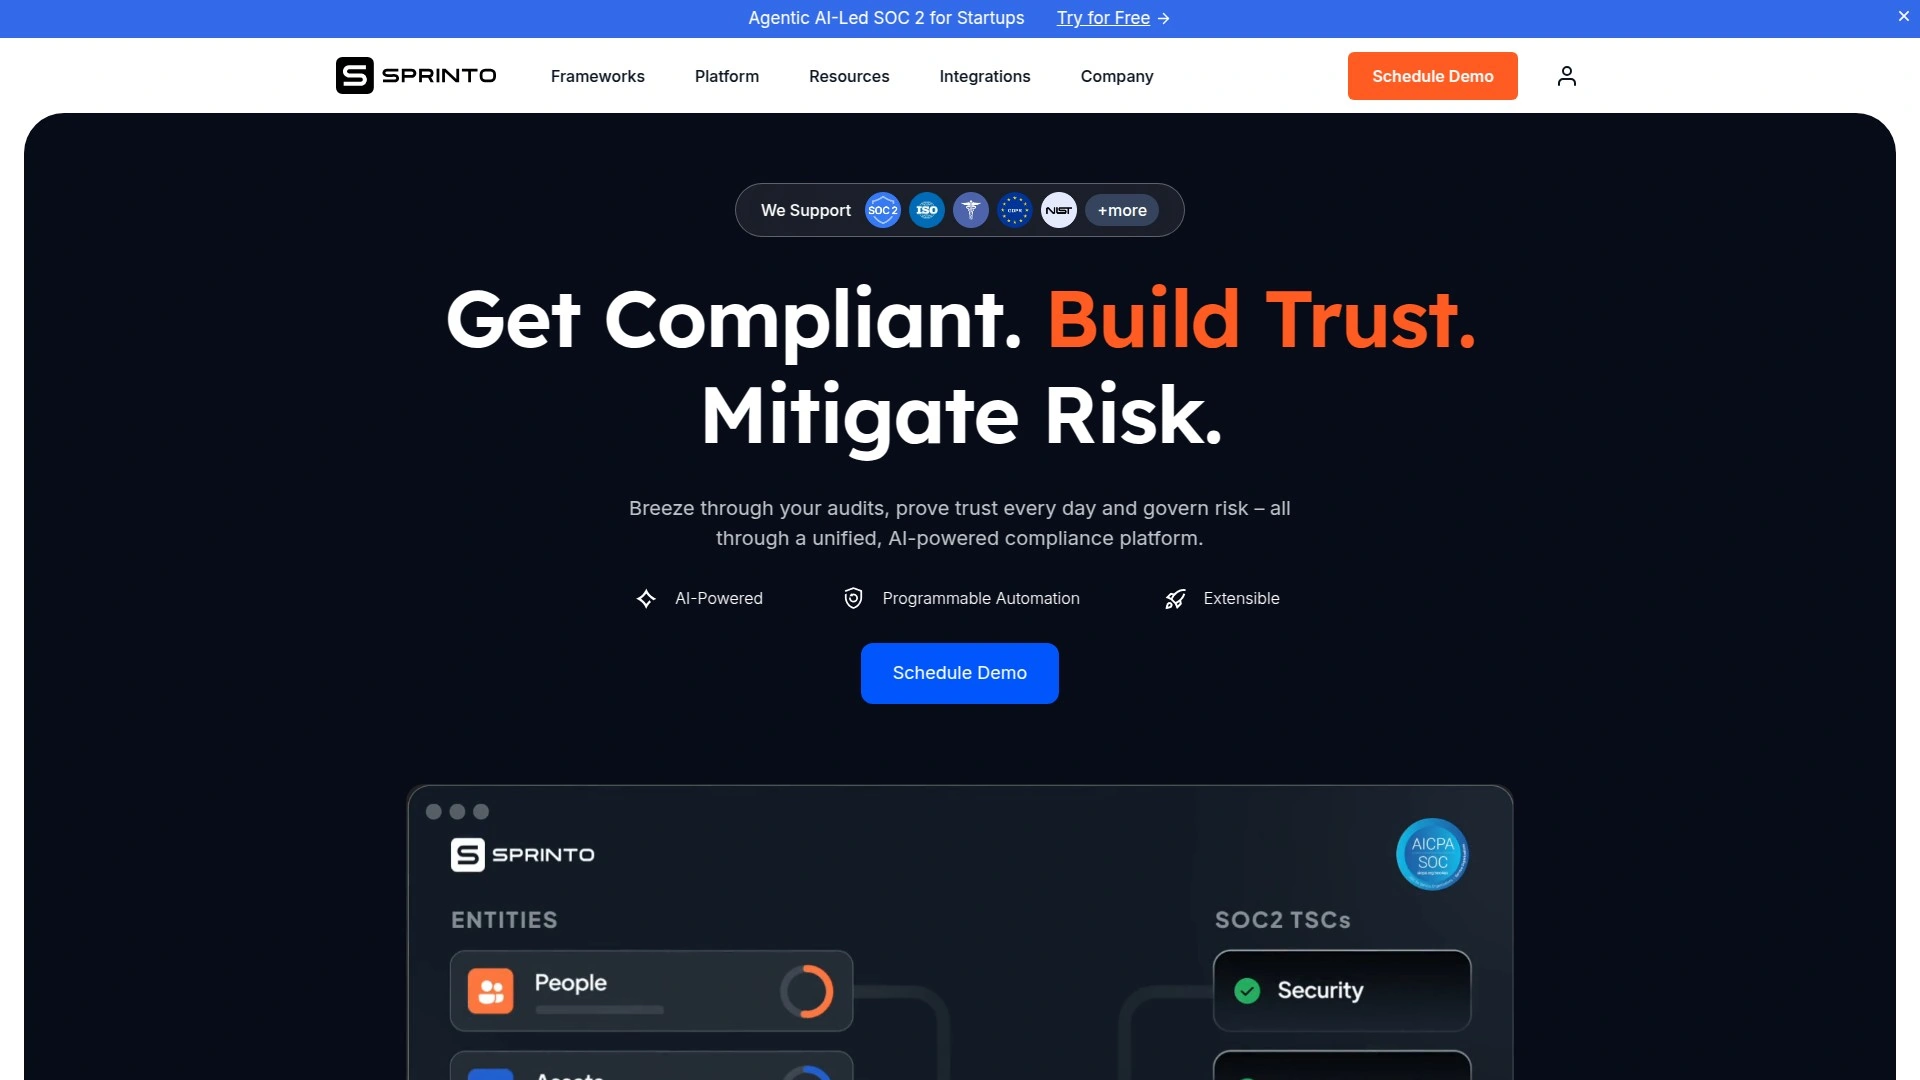 Agentic AI-Led SOC 2 for Startups Try for Free →
×
SPRINTO
Frameworks
Platform
Resources
Integrations
Company
Schedule Demo
We Support
SOC 2
ISO
GDPR
NIST
+more
Get Compliant. Build Trust.
Mitigate Risk.
Breeze through your audits, prove trust every day and govern risk – all
through a unified, AI-powered compliance platform.
AI-Powered
Programmable Automation
Extensible
Schedule Demo
SPRINTO
AICPA
SOC
ENTITIES
SOC2 TSCs
People
Security